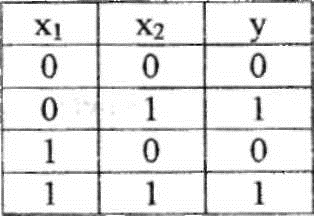 x₁ x₂ y
0 0 0
0 1 1
1 0 0
1 1 1